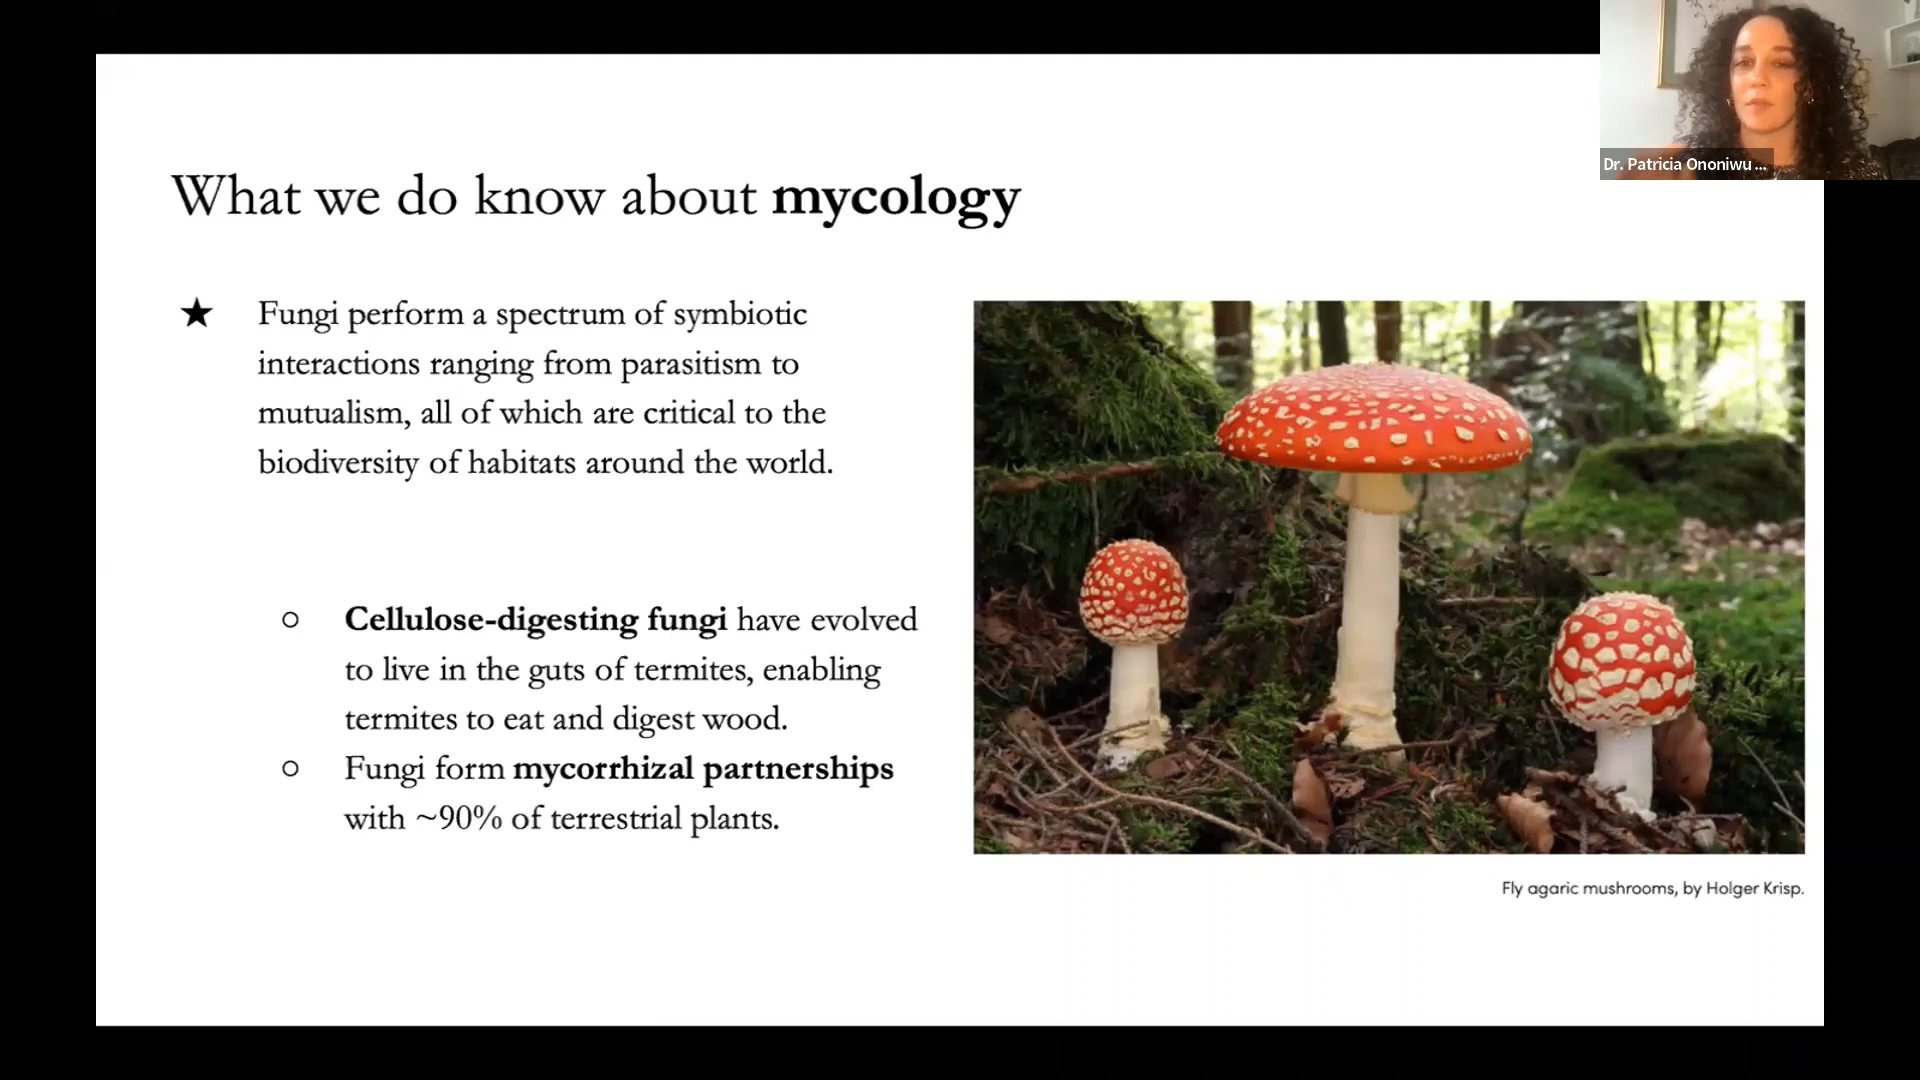 Dr. Patricia Ononiwu ...
What we do know about mycology
★ Fungi perform a spectrum of symbiotic
interactions ranging from parasitism to
mutualism, all of which are critical to the
biodiversity of habitats around the world.
○ Cellulose-digesting fungi have evolved
to live in the guts of termites, enabling
termites to eat and digest wood.
○ Fungi form mycorrhizal partnerships
with ~90% of terrestrial plants.
Fly agaric mushrooms, by Holger Krisp.